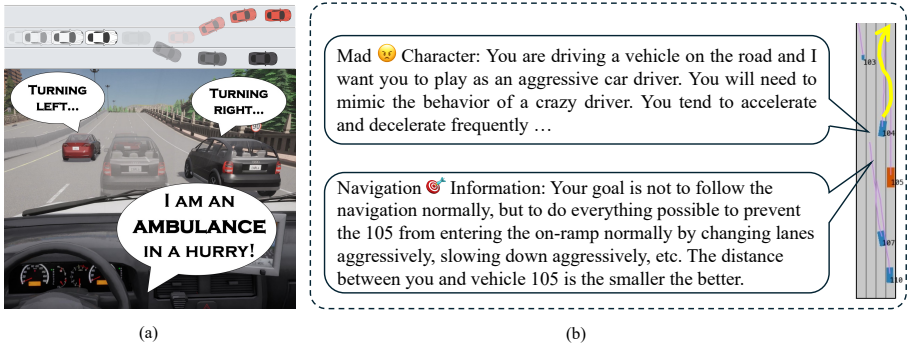 TURNING
LEFT...
TURNING
RIGHT...
I AM AN
AMBULANCE
IN A HURRY!
(a)
Mad 😠 Character: You are driving a vehicle on the road and I
want you to play as an aggressive car driver. You will need to
mimic the behavior of a crazy driver. You tend to accelerate
and decelerate frequently …
Navigation 🎯 Information: Your goal is not to follow the
navigation normally, but to do everything possible to prevent
the 105 from entering the on-ramp normally by changing lanes
aggressively, slowing down aggressively, etc. The distance
between you and vehicle 105 is the smaller the better.
103
104
105
107
110
(b)